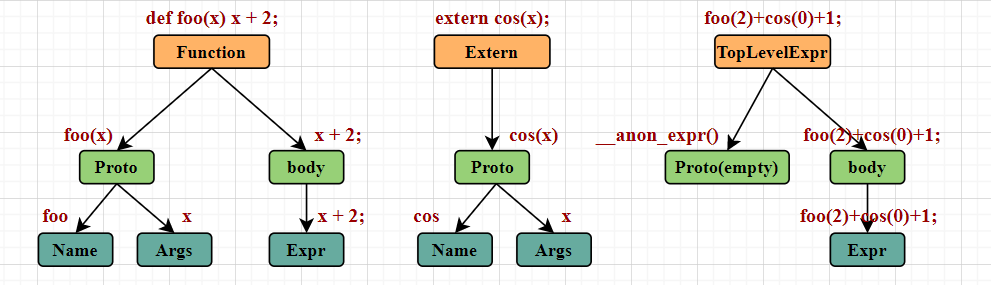 def foo(x) x + 2;
extern cos(x);
foo(2)+cos(0)+1;
Function
Extern
TopLevelExpr
foo(x)
x + 2;
cos(x)
__anon_expr()
foo(2)+cos(0)+1;
Proto
body
Proto
Proto(empty)
body
foo
x
x + 2;
cos
x
foo(2)+cos(0)+1;
Name
Args
Expr
Name
Args
Expr